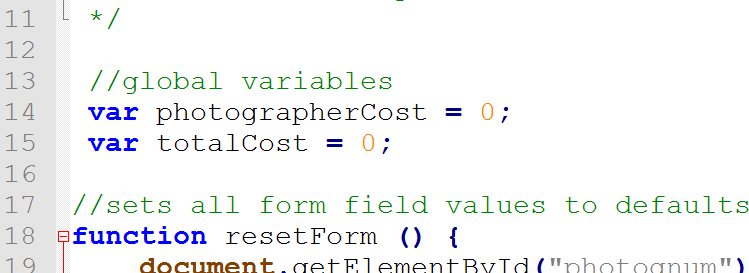 11 */
12
13 //global variables
14 var photographerCost = 0;
15 var totalCost = 0;
16
17 //sets all form field values to defaults
18 function resetForm () {
19 document.getElementById("photognum")